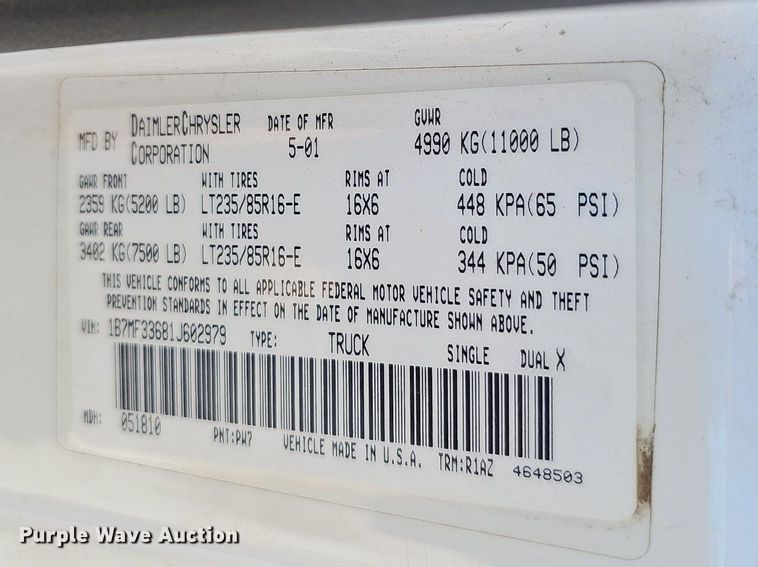 MFD BY DAIMLERCHRYSLER CORPORATION DATE OF MFR 5-01 GVWR 4990 KG(11000 LB)
GAWR FRONT WITH TIRES RIMS AT COLD
2359 KG(5200 LB) LT235/85R16-E 16X6 448 KPA(65 PSI)
GAWR REAR WITH TIRES RIMS AT COLD
3402 KG(7500 LB) LT235/85R16-E 16X6 344 KPA(50 PSI)
THIS VEHICLE CONFORMS TO ALL APPLICABLE FEDERAL MOTOR VEHICLE SAFETY AND THEFT
PREVENTION STANDARDS IN EFFECT ON THE DATE OF MANUFACTURE SHOWN ABOVE.
VIN: 1B7MF33681J602979 TYPE: TRUCK SINGLE DUAL X
MDH: 051810 PNT:PW7 VEHICLE MADE IN U.S.A. TRM:R1AZ 4648503
Purple Wave Auction